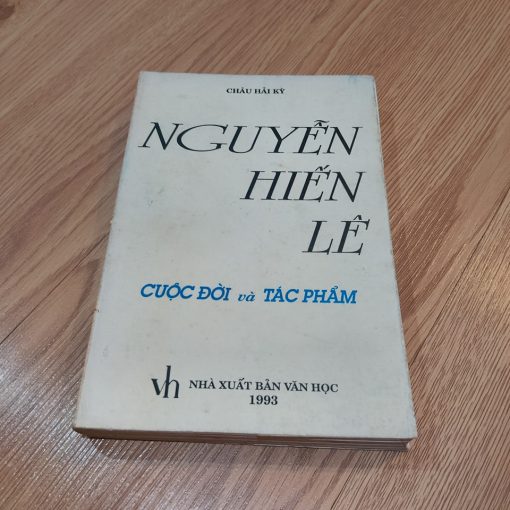 CHÂU HẢI KỲ
NGUYỄN
HIẾN
LÊ
CUỘC ĐỜI và TÁC PHẨM
vh NHÀ XUẤT BẢN VĂN HỌC
1993